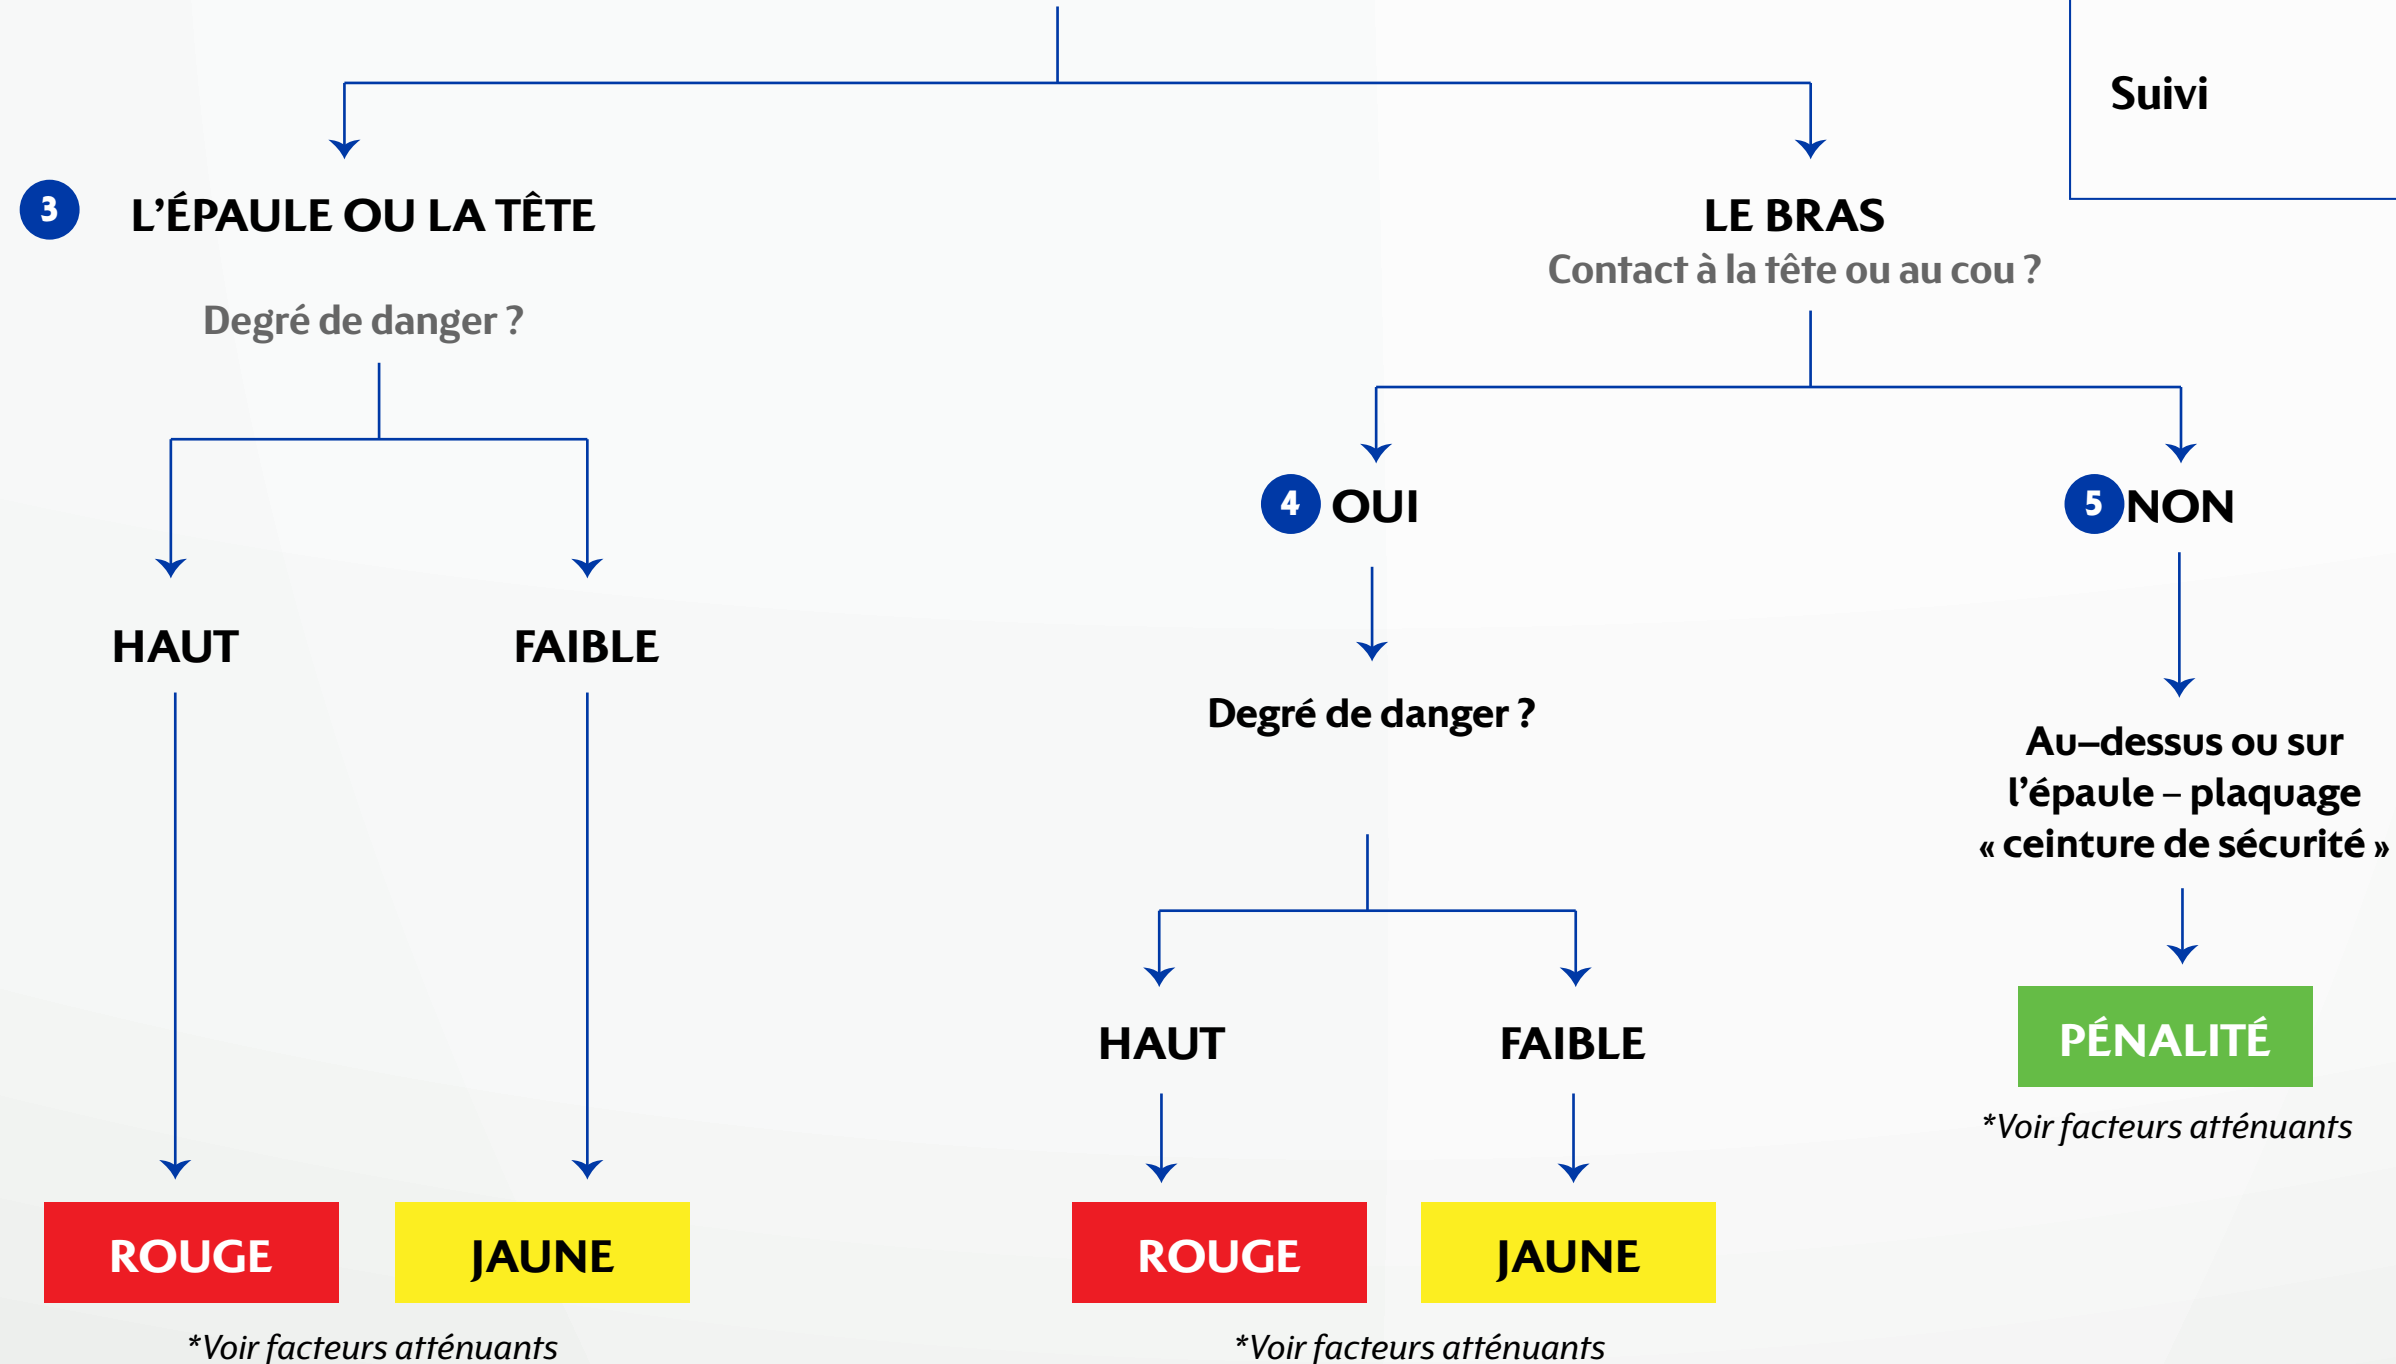 Suivi
3 L’ÉPAULE OU LA TÊTE
Degré de danger ?
HAUT
FAIBLE
ROUGE
JAUNE
*Voir facteurs atténuants
LE BRAS
Contact à la tête ou au cou ?
4 OUI
Degré de danger ?
HAUT
FAIBLE
ROUGE
JAUNE
*Voir facteurs atténuants
5 NON
Au–dessus ou sur
l’épaule – plaquage
« ceinture de sécurité »
PÉNALITÉ
*Voir facteurs atténuants